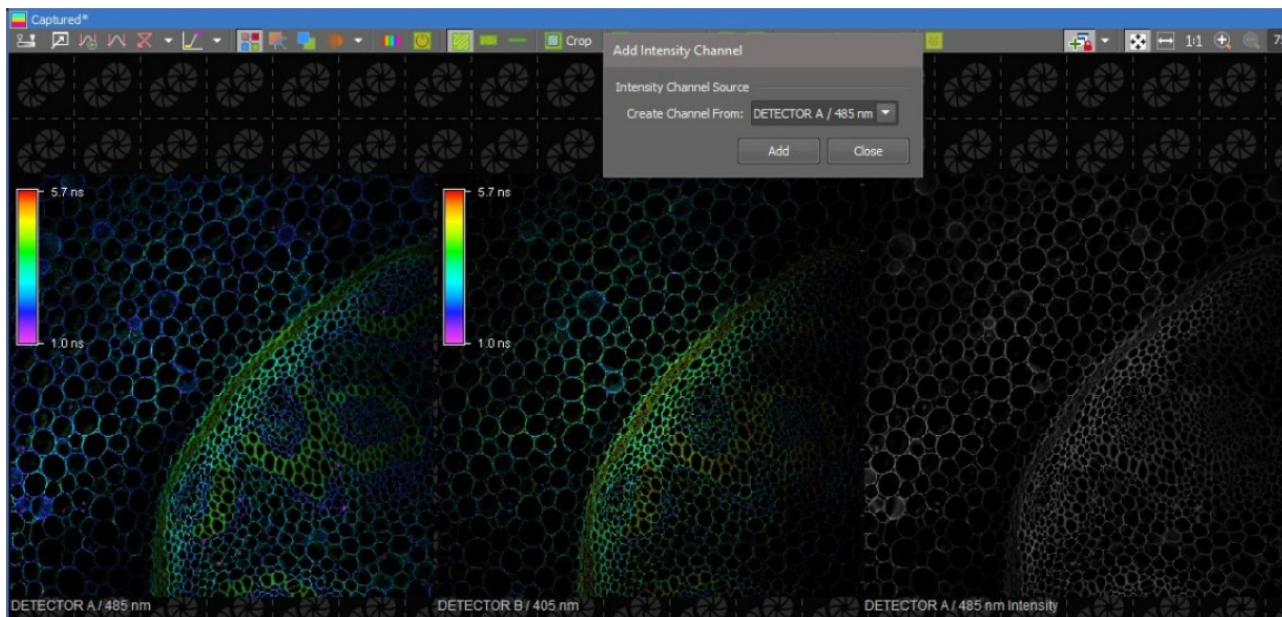 Captured*
Crop
1:1
75
Add Intensity Channel
Intensity Channel Source
Create Channel From: DETECTOR A / 485 nm
Add
Close
5.7 ns
1.0 ns
5.7 ns
1.0 ns
DETECTOR A / 485 nm
DETECTOR B / 405 nm
DETECTOR A / 485 nm Intensity